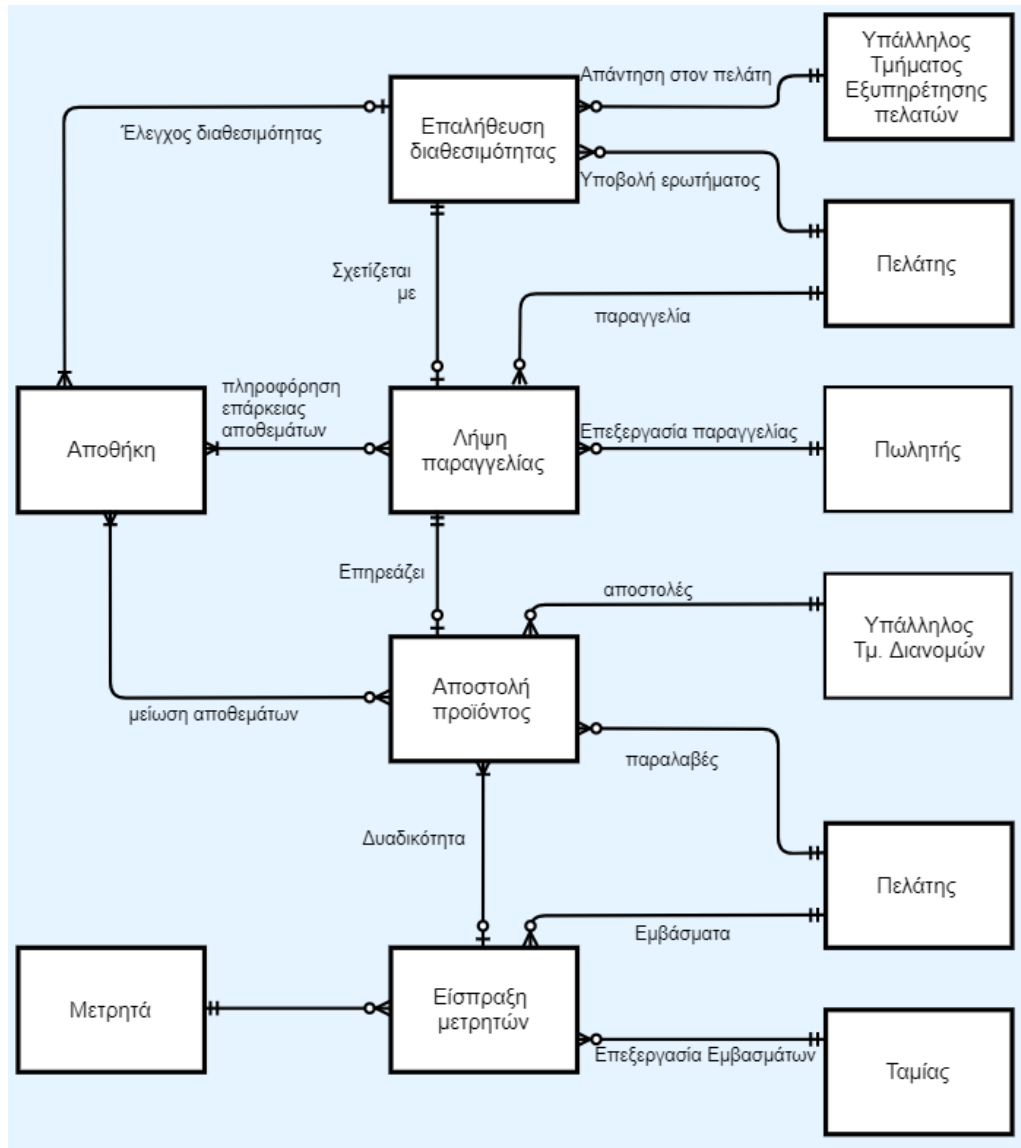 Υπάλληλος
Τμήματος
Εξυπηρέτησης
πελατών
Απάντηση στον πελάτη
Έλεγχος διαθεσιμότητας
Επαλήθευση
διαθεσιμότητας
Υποβολή ερωτήματος
Πελάτης
Σχετίζεται
με
παραγγελία
πληροφόρηση
επάρκειας
αποθεμάτων
Αποθήκη
Λήψη
παραγγελίας
Επεξεργασία παραγγελίας
Πωλητής
Επηρεάζει
αποστολές
Υπάλληλος
Τμ. Διανομών
Αποστολή
προϊόντος
μείωση αποθεμάτων
παραλαβές
Δυαδικότητα
Πελάτης
Εμβάσματα
Μετρητά
Είσπραξη
μετρητών
Επεξεργασία Εμβασμάτων
Ταμίας